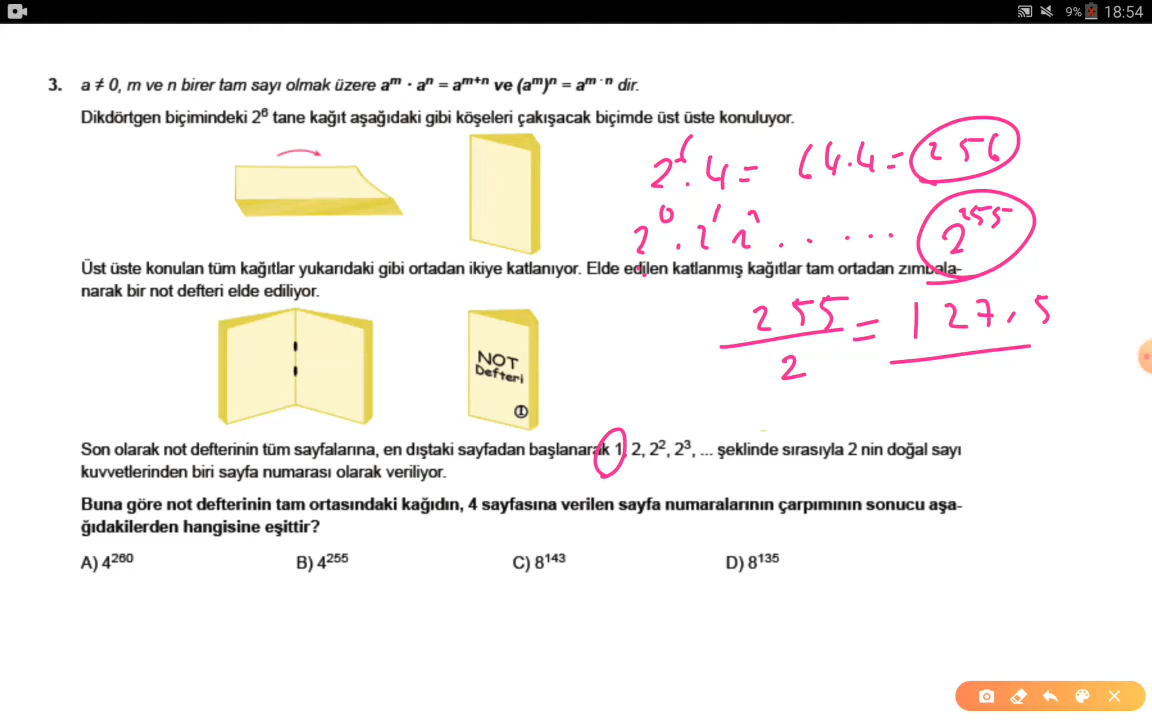 9% 18:54
3. a ≠ 0, m ve n birer tam sayı olmak üzere aᵐ · aⁿ = aᵐ⁺ⁿ ve (aᵐ)ⁿ = aᵐ ˙ ⁿ dir.
Dikdörtgen biçimindeki 2⁶ tane kağıt aşağıdaki gibi köşeleri çakışacak biçimde üst üste konuluyor.
2⁶.4= 64.4=256
2⁰.2¹ 2² . . . . . . 2²⁵⁵
Üst üste konulan tüm kağıtlar yukarıdaki gibi ortadan ikiye katlanıyor. Elde edilen katlanmış kağıtlar tam ortadan zımbala-
narak bir not defteri elde ediliyor.
255/2 = 127,5
NOT
Defteri
1
Son olarak not defterinin tüm sayfalarına, en dıştaki sayfadan başlanarak 1, 2, 2², 2³, ... şeklinde sırasıyla 2 nin doğal sayı
kuvvetlerinden biri sayfa numarası olarak veriliyor.
Buna göre not defterinin tam ortasındaki kağıdın, 4 sayfasına verilen sayfa numaralarının çarpımının sonucu aşa-
ğıdakilerden hangisine eşittir?
A) 4²⁶⁰ B) 4²⁵⁵ C) 8¹⁴³ D) 8¹³⁵